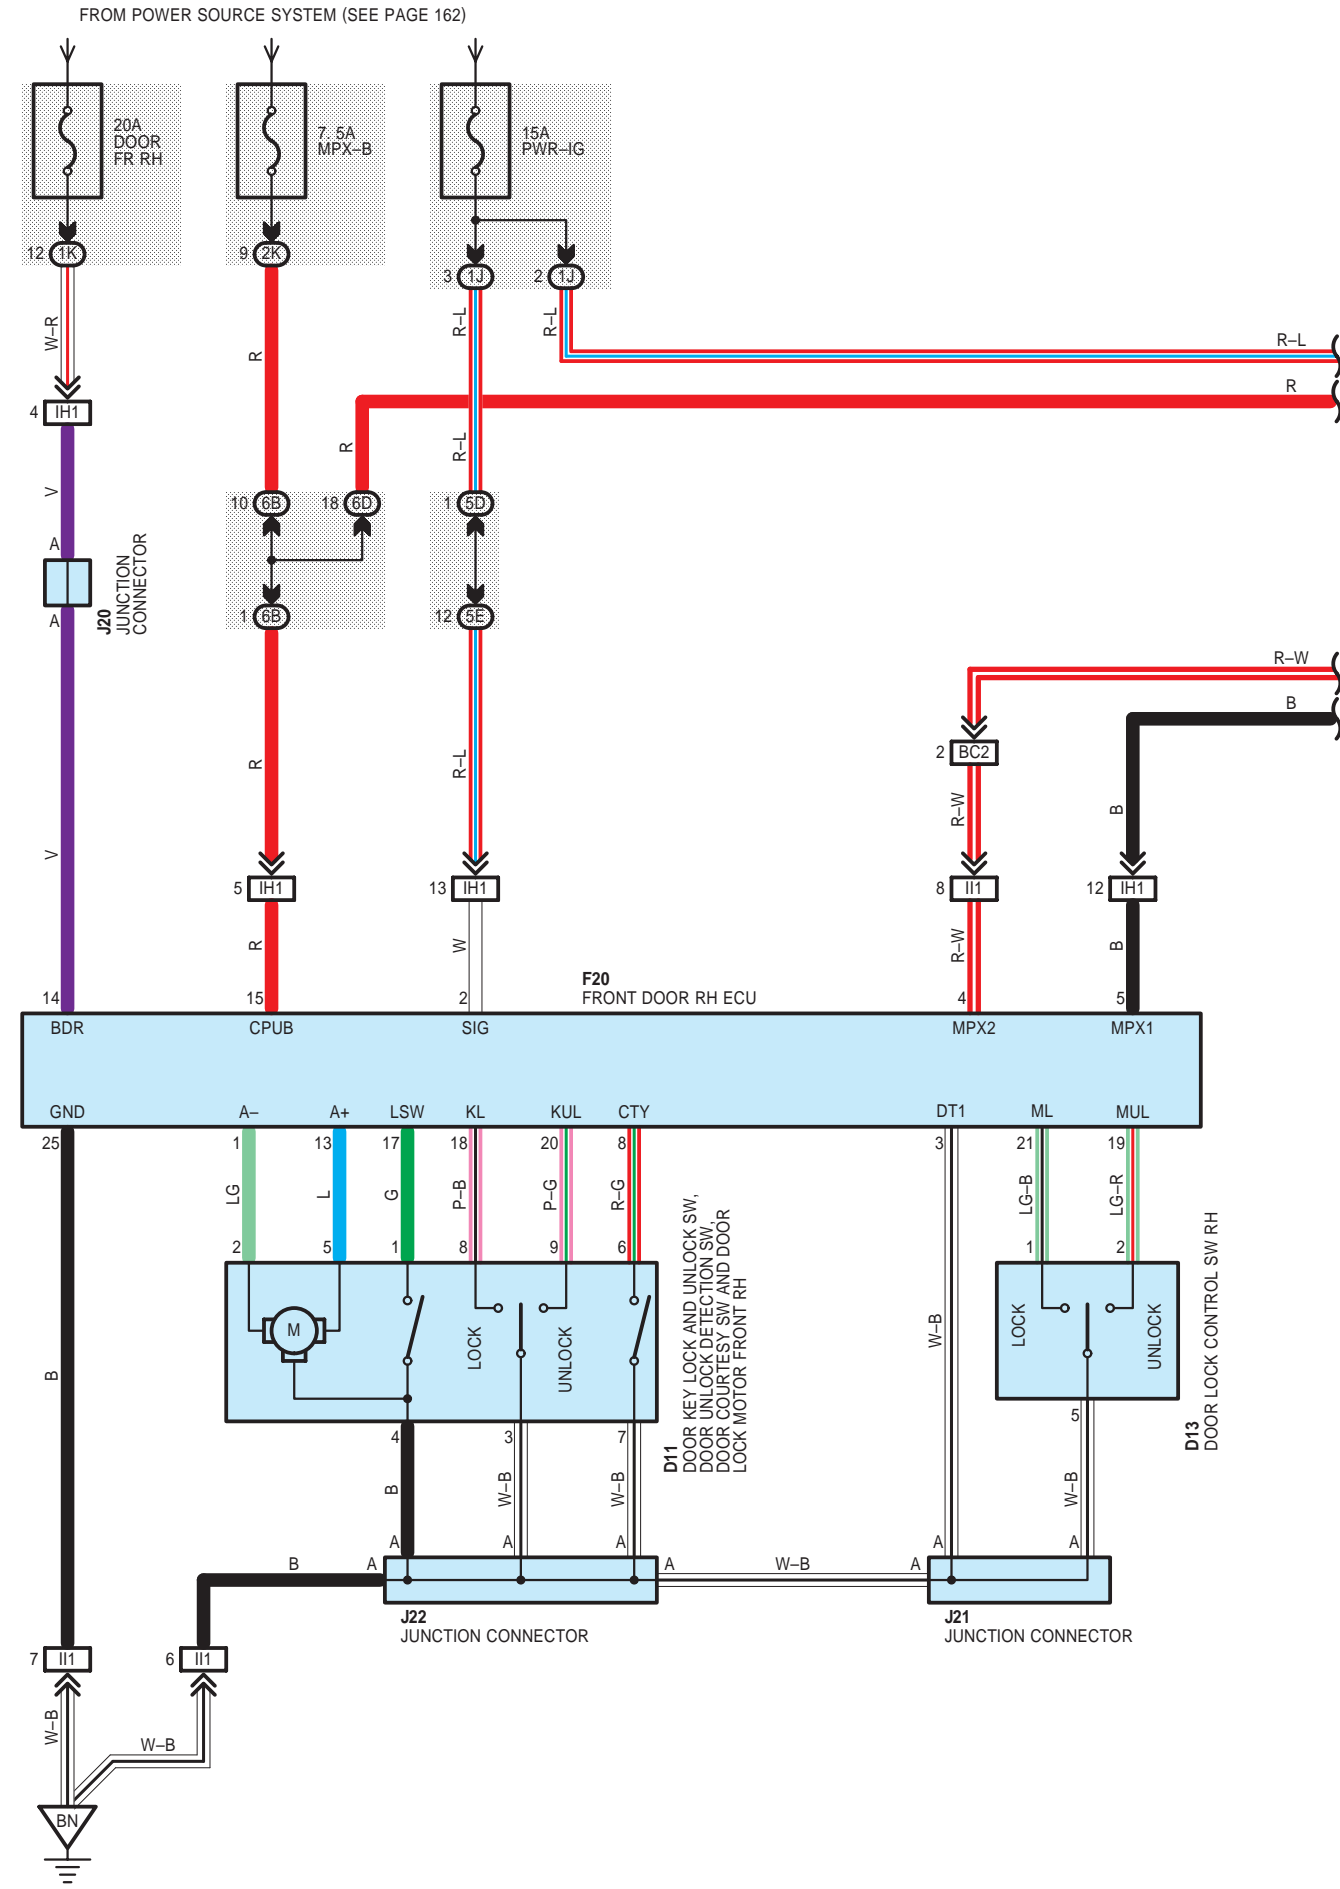 FROM POWER SOURCE SYSTEM (SEE PAGE 162)
20A
DOOR
FR RH
7. 5A
MPX–B
15A
PWR–IG
12 1K
9 2K
3 1J
2 1J
W–R
R
R–L
R–L
R–L
R
4 IH1
R
R–L
V
10 6B
18 6D
1 5D
A
A
J20
JUNCTION
CONNECTOR
1 6B
12 5E
R–W
B
2 BC2
R
R–L
R–W
B
V
5 IH1
13 IH1
8 II1
12 IH1
R
W
R–W
B
F20
FRONT DOOR RH ECU
14
15
2
4
5
BDR
CPUB
SIG
MPX2
MPX1
GND
A–
A+
LSW
KL
KUL
CTY
DT1
ML
MUL
25
1
13
17
18
20
8
3
21
19
LG
L
G
P–B
P–G
R–G
LG–B
LG–R
2
5
1
8
9
6
1
2
M
LOCK
UNLOCK
D11
DOOR KEY LOCK AND UNLOCK SW,
DOOR UNLOCK DETECTION SW,
DOOR COURTESY SW AND DOOR
LOCK MOTOR FRONT RH
W–B
LOCK
UNLOCK
D13
DOOR LOCK CONTROL SW RH
B
4
3
7
5
B
W–B
W–B
W–B
A
A
A
A
A
B
A
A
W–B
A
J22
JUNCTION CONNECTOR
J21
JUNCTION CONNECTOR
7 II1
6 II1
W–B
W–B
BN